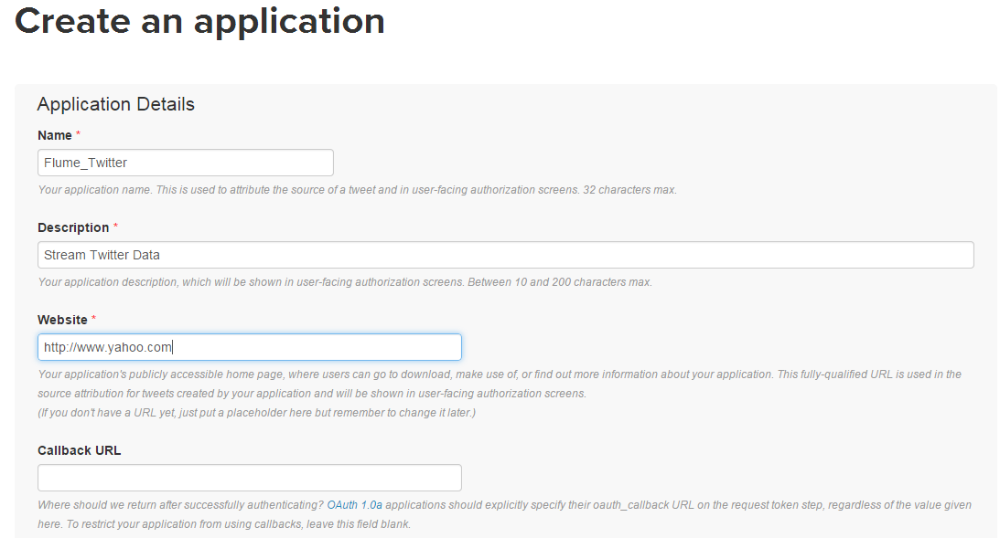 Create an application
Application Details
Name *
Flume_Twitter
Your application name. This is used to attribute the source of a tweet and in user-facing authorization screens. 32 characters max.
Description *
Stream Twitter Data
Your application description, which will be shown in user-facing authorization screens. Between 10 and 200 characters max.
Website *
http://www.yahoo.com
Your application's publicly accessible home page, where users can go to download, make use of, or find out more information about your application. This fully-qualified URL is used in the
source attribution for tweets created by your application and will be shown in user-facing authorization screens.
(If you don't have a URL yet, just put a placeholder here but remember to change it later.)
Callback URL
Where should we return after successfully authenticating? OAuth 1.0a applications should explicitly specify their oauth_callback URL on the request token step, regardless of the value given
here. To restrict your application from using callbacks, leave this field blank.